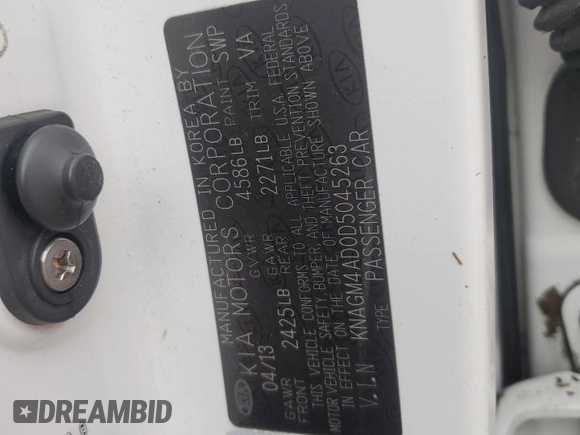 MANUFACTURED IN KOREA BY
KIA KIA MOTORS CORPORATION
04/13 GVWR 4586LB PAINT SWP
GAWR FRONT 2425LB GAWR REAR 2271LB TRIM VA
THIS VEHICLE CONFORMS TO ALL APPLICABLE U.S.A. FEDERAL
MOTOR VEHICLE SAFETY, BUMPER, AND THEFT PREVENTION STANDARDS
IN EFFECT ON THE DATE OF MANUFACTURE SHOWN ABOVE
V.I.N KNAGM4AD0D5045263
TYPE PASSENGER CAR
DREAMBID